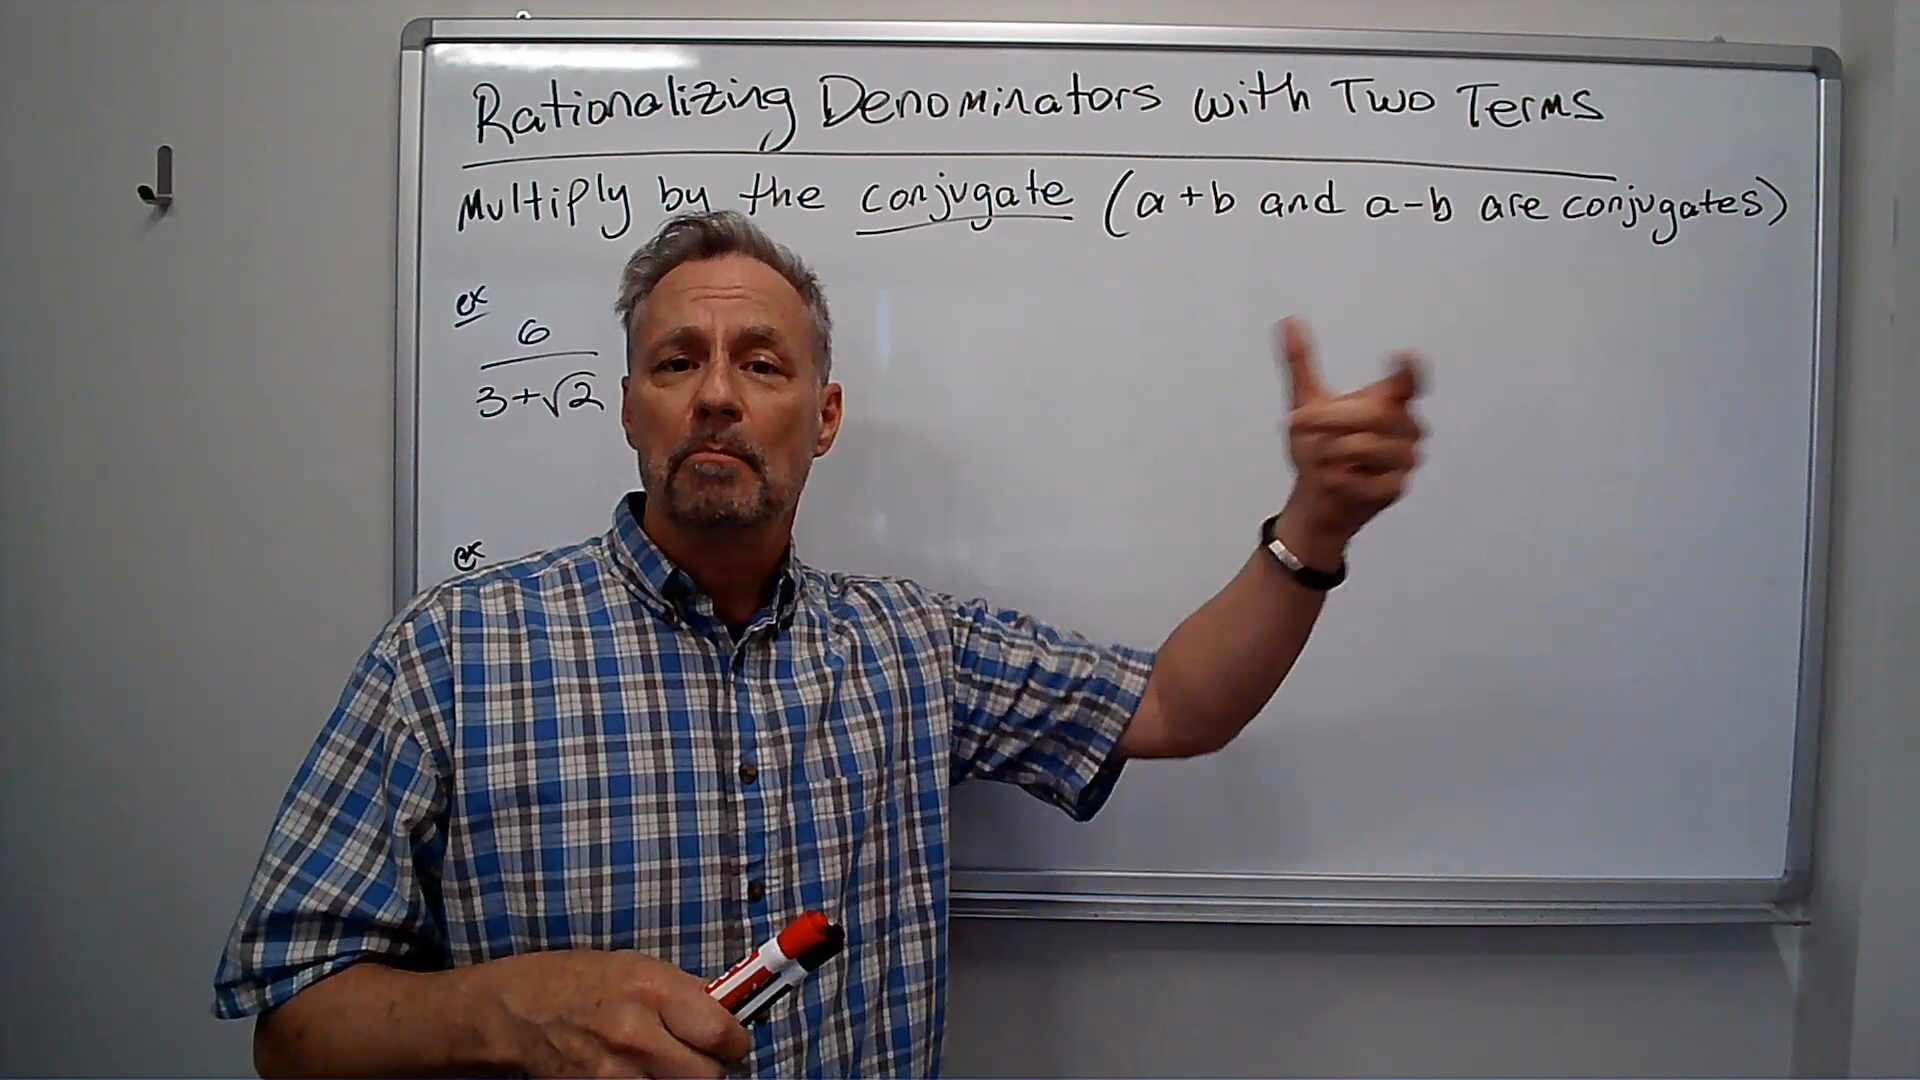 Rationalizing Denominators with Two Terms
Multiply by the conjugate (a+b and a-b are conjugates)
ex
6
3+√2
ex